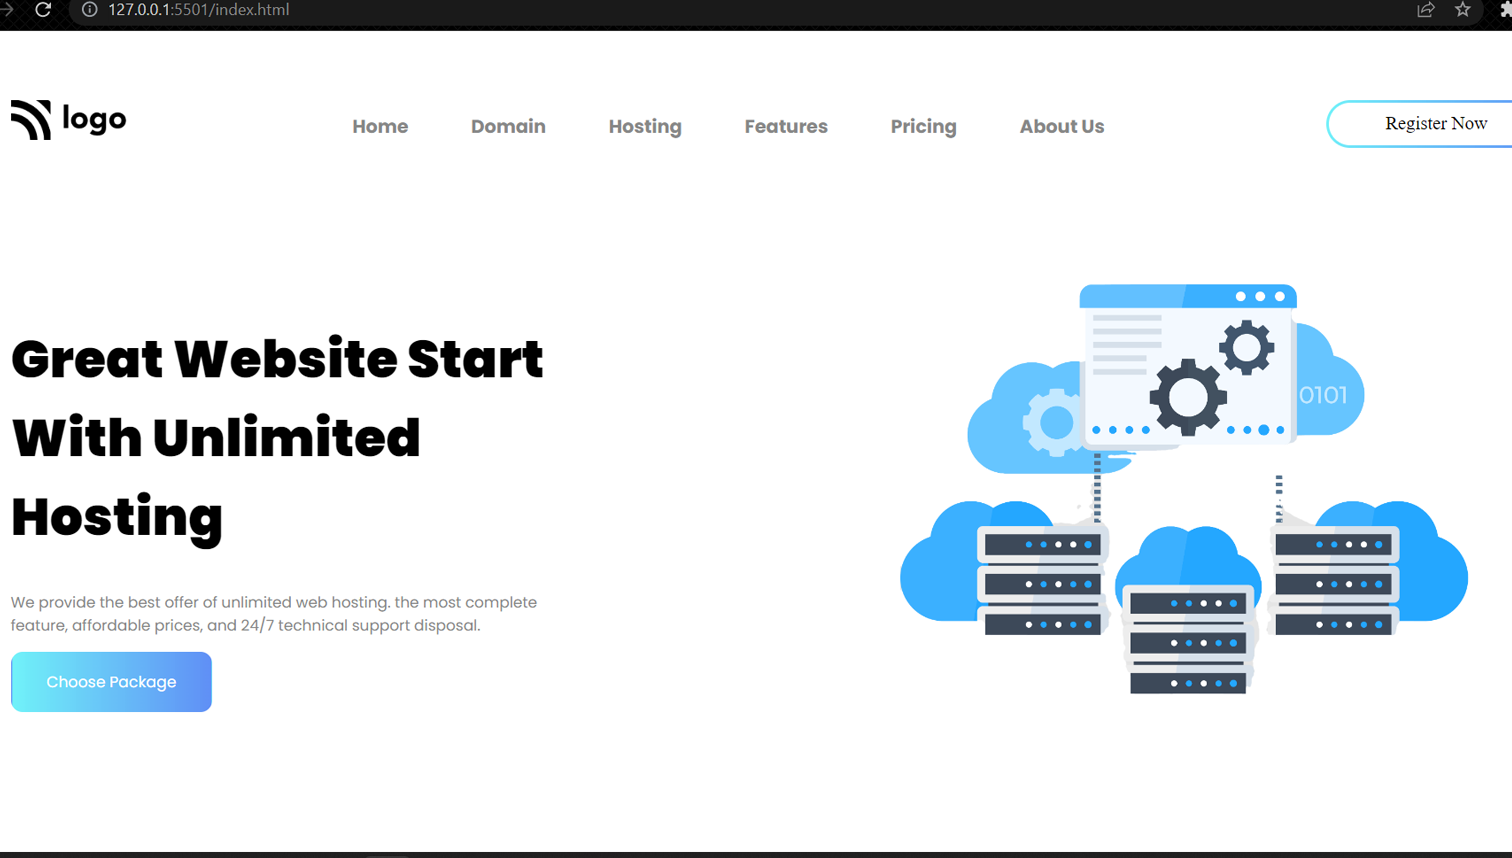 127.0.0.1:5501/index.html
logo
Home Domain Hosting Features Pricing About Us
Register Now
0101
Great Website Start
With Unlimited
Hosting
We provide the best offer of unlimited web hosting. the most complete
feature, affordable prices, and 24/7 technical support disposal.
Choose Package